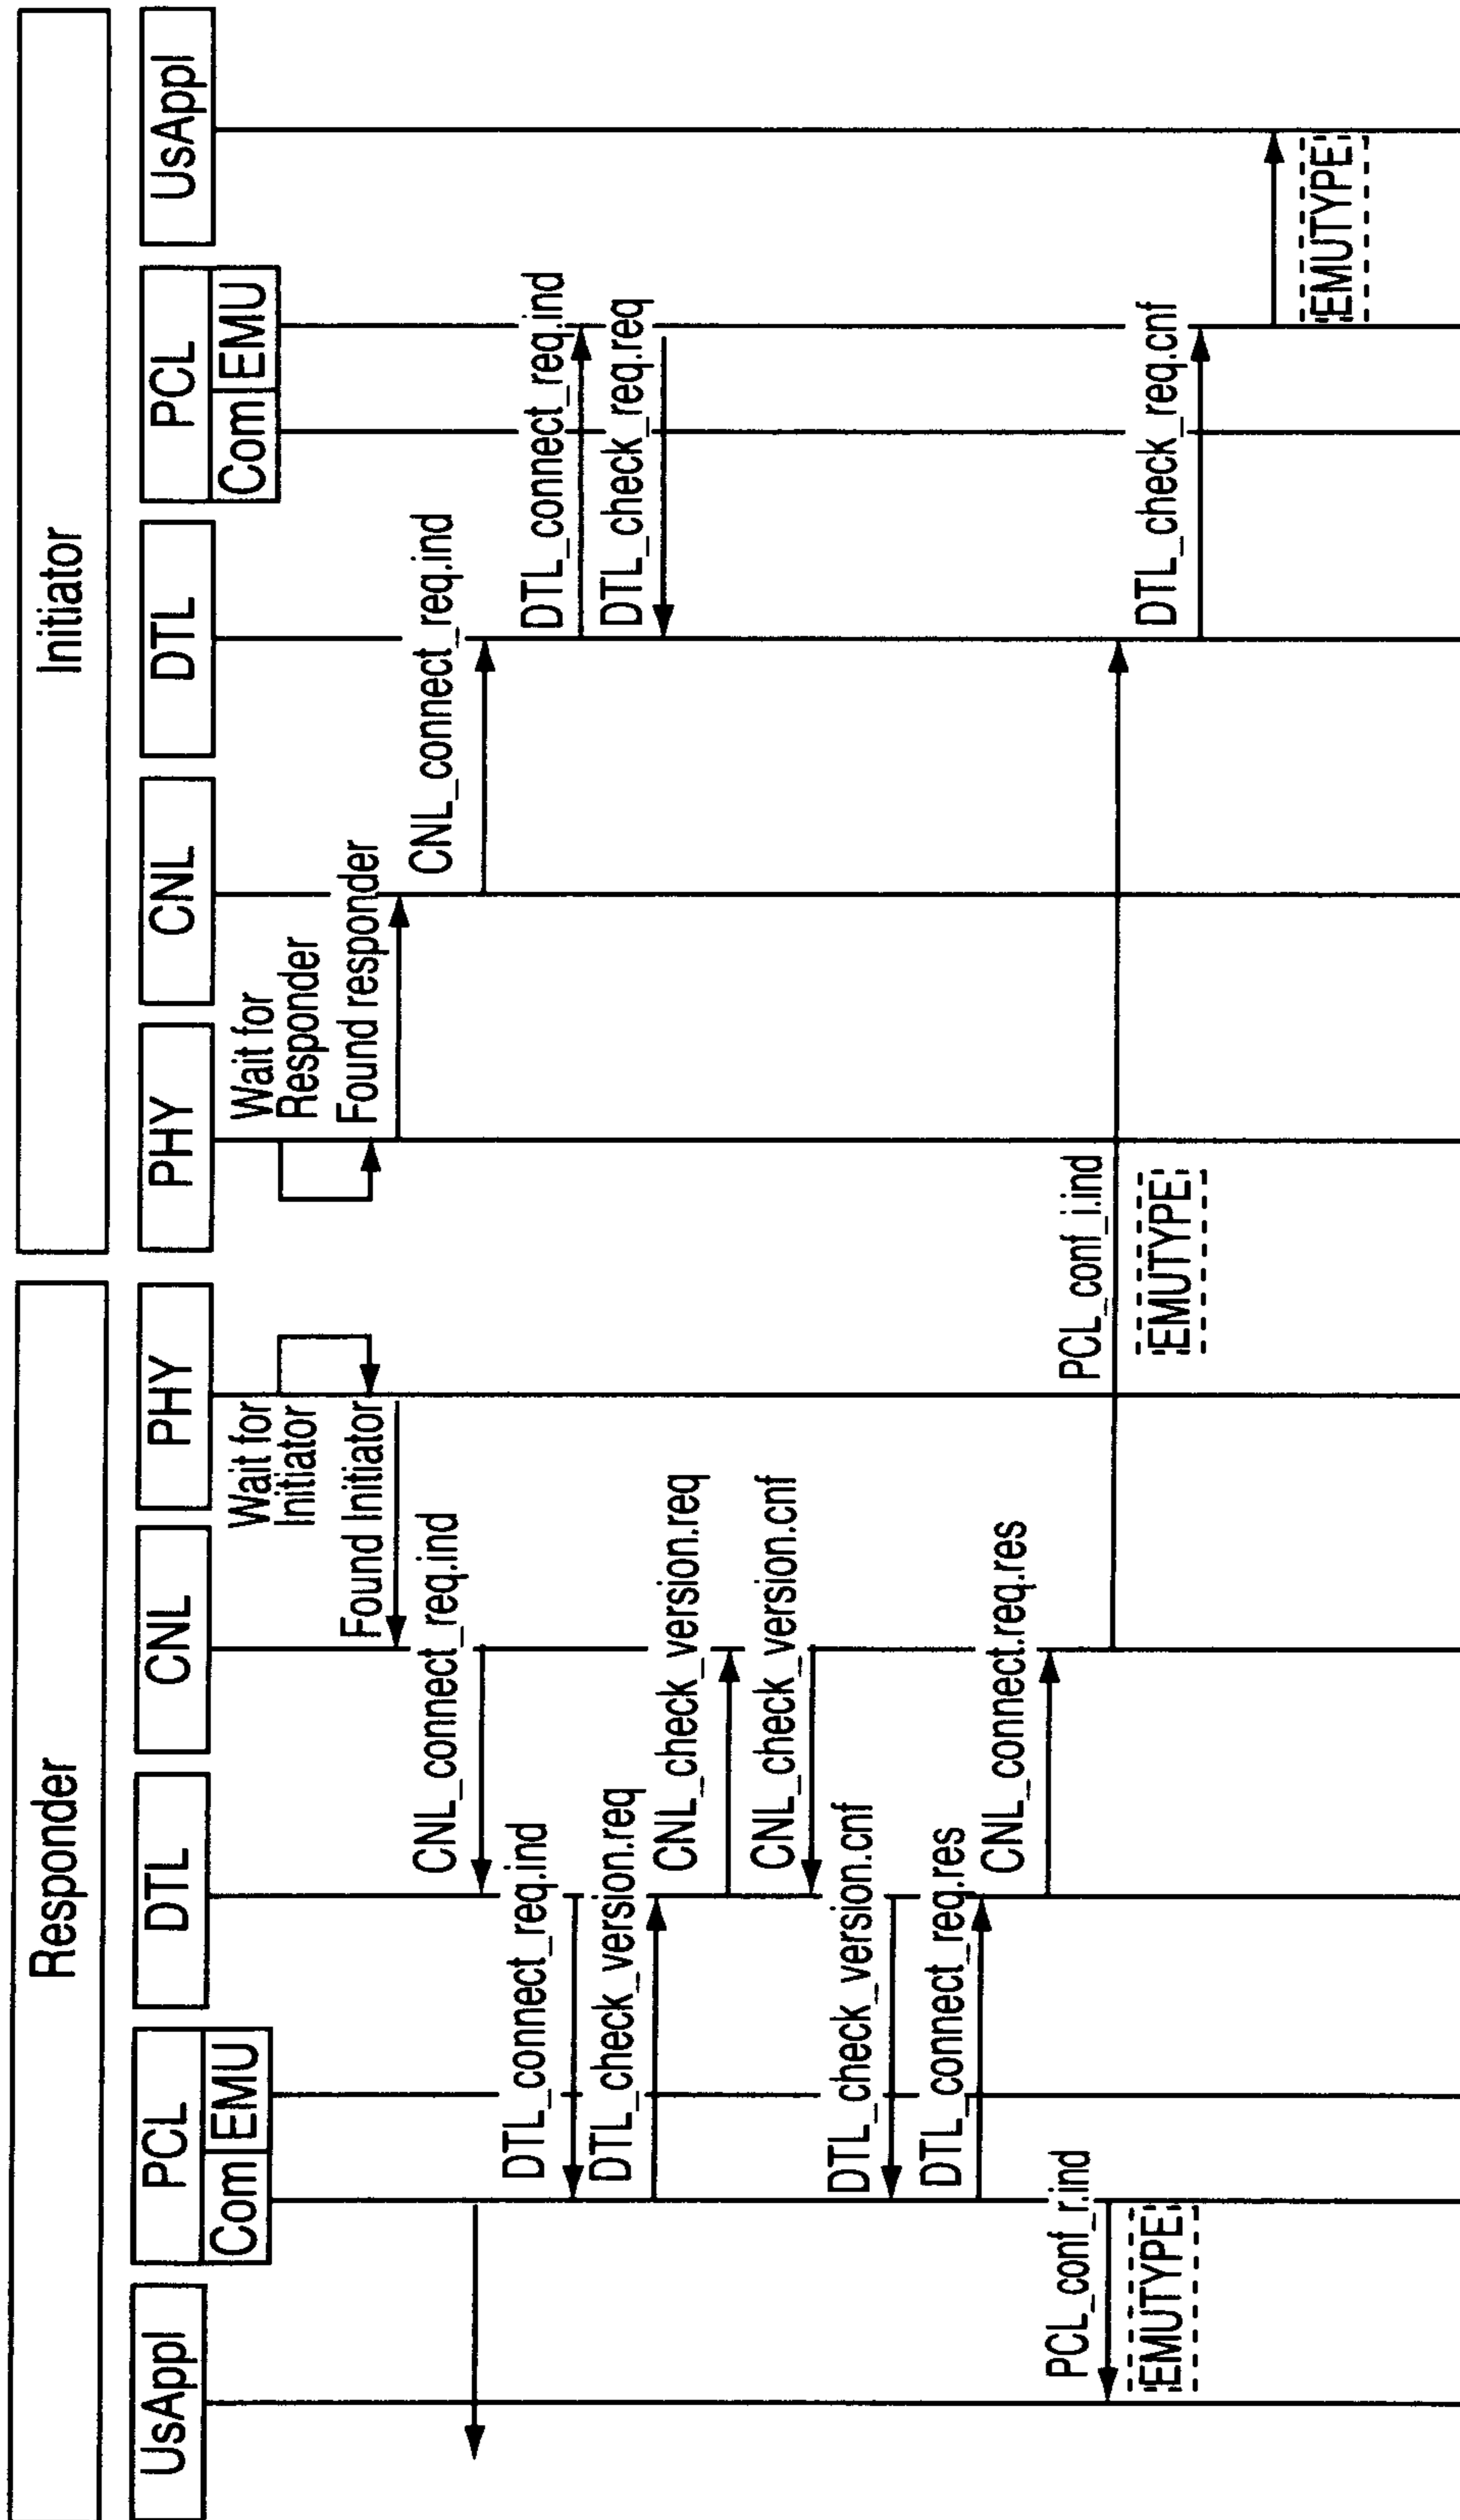 Responder
Initiator
UsAppl
PCL
Com
EMU
DTL
CNL
PHY
PHY
CNL
DTL
PCL
Com
EMU
UsAppl
Wait for
Initiator
Wait for
Responder
Found Initiator
Found responder
CNL_connect_req.ind
CNL_connect_req.ind
DTL_connect_req.ind
DTL_connect_req.ind
DTL_check_version.req
DTL_check_req.req
CNL_check_version.req
CNL_check_version.cnf
DTL_check_version.cnf
DTL_connect_req.res
CNL_connect.req.res
PCL_conf_r.ind
PCL_conf_i.ind
DTL_check_req.cnf
EMUTYPE
EMUTYPE
EMUTYPE